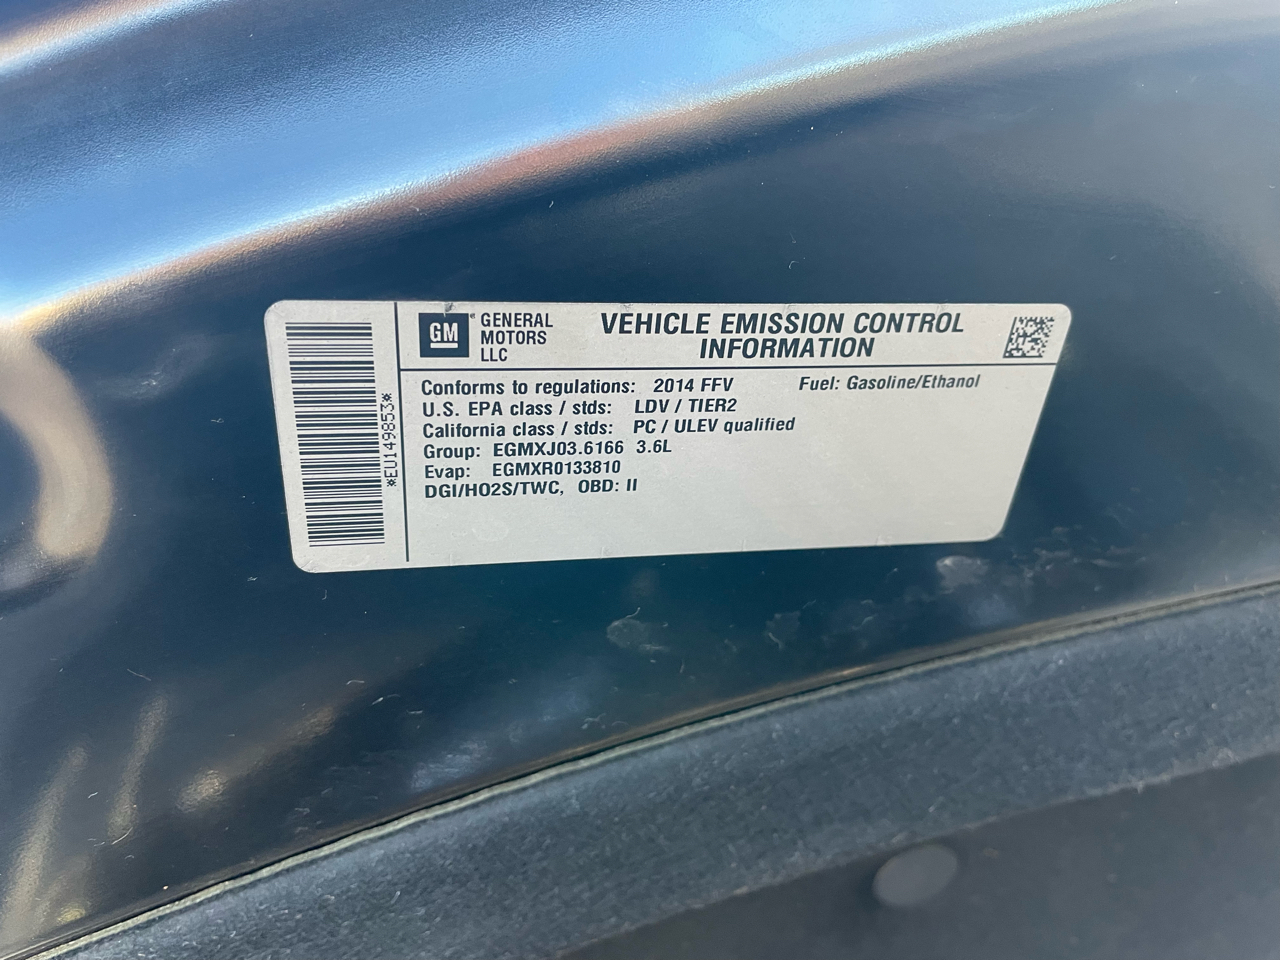 *EU149853*
GM
GENERAL
MOTORS
LLC
VEHICLE EMISSION CONTROL
INFORMATION
Conforms to regulations: 2014 FFV Fuel: Gasoline/Ethanol
U.S. EPA class / stds: LDV / TIER2
California class / stds: PC / ULEV qualified
Group: EGMXJ03.6166 3.6L
Evap: EGMXR0133810
DGI/HO2S/TWC, OBD: II